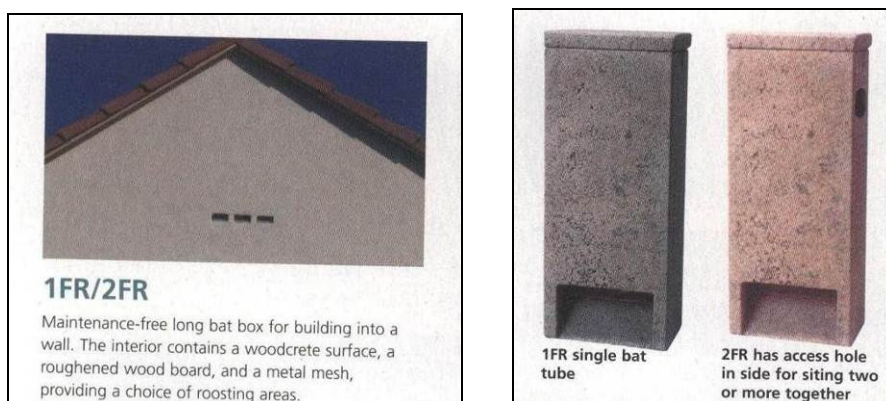 1FR/2FR
Maintenance-free long bat box for building into a
wall. The interior contains a woodcrete surface, a
roughened wood board, and a metal mesh,
providing a choice of roosting areas.
1FR single bat
tube
2FR has access hole
in side for siting two
or more together